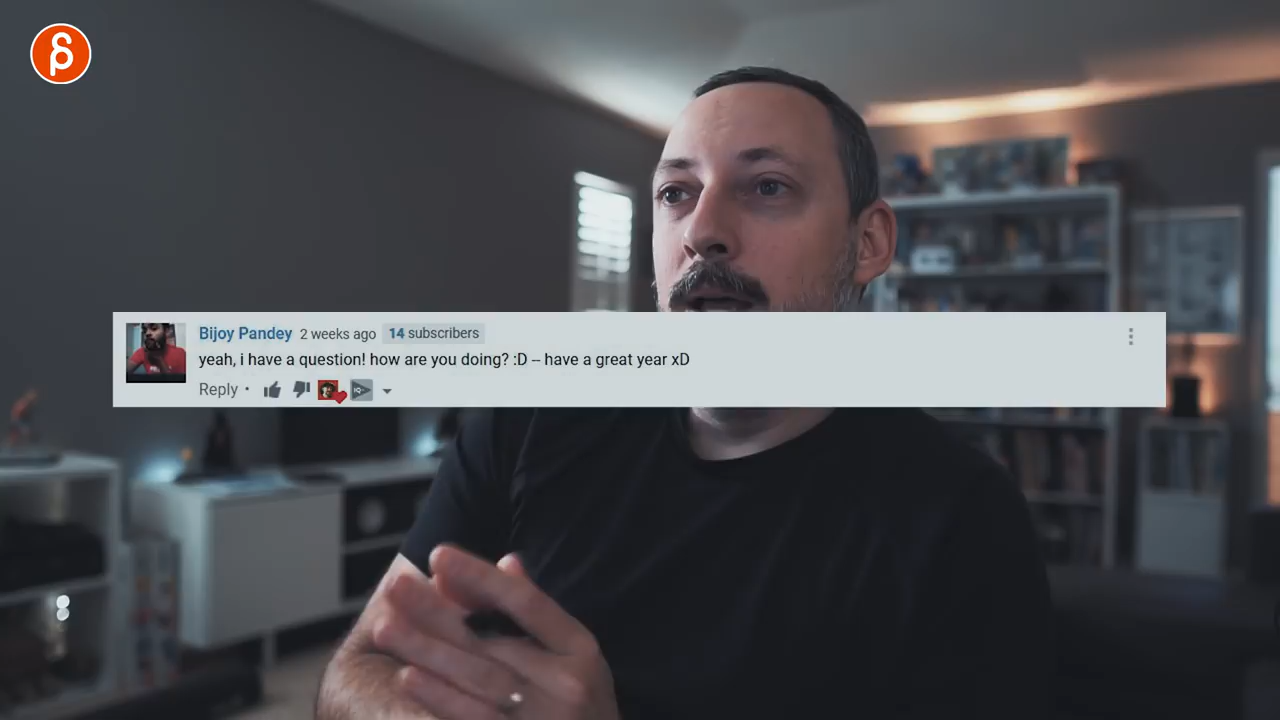 Bijoy Pandey 2 weeks ago 14 subscribers
yeah, i have a question! how are you doing? :D -- have a great year xD
Reply •